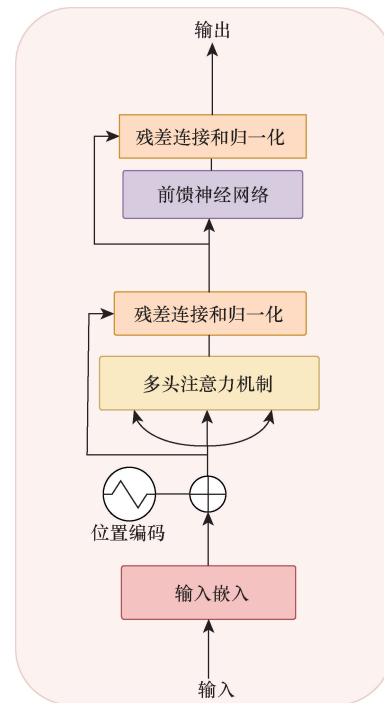 输出
残差连接和归一化
前馈神经网络
残差连接和归一化
多头注意力机制
位置编码
输入嵌入
输入